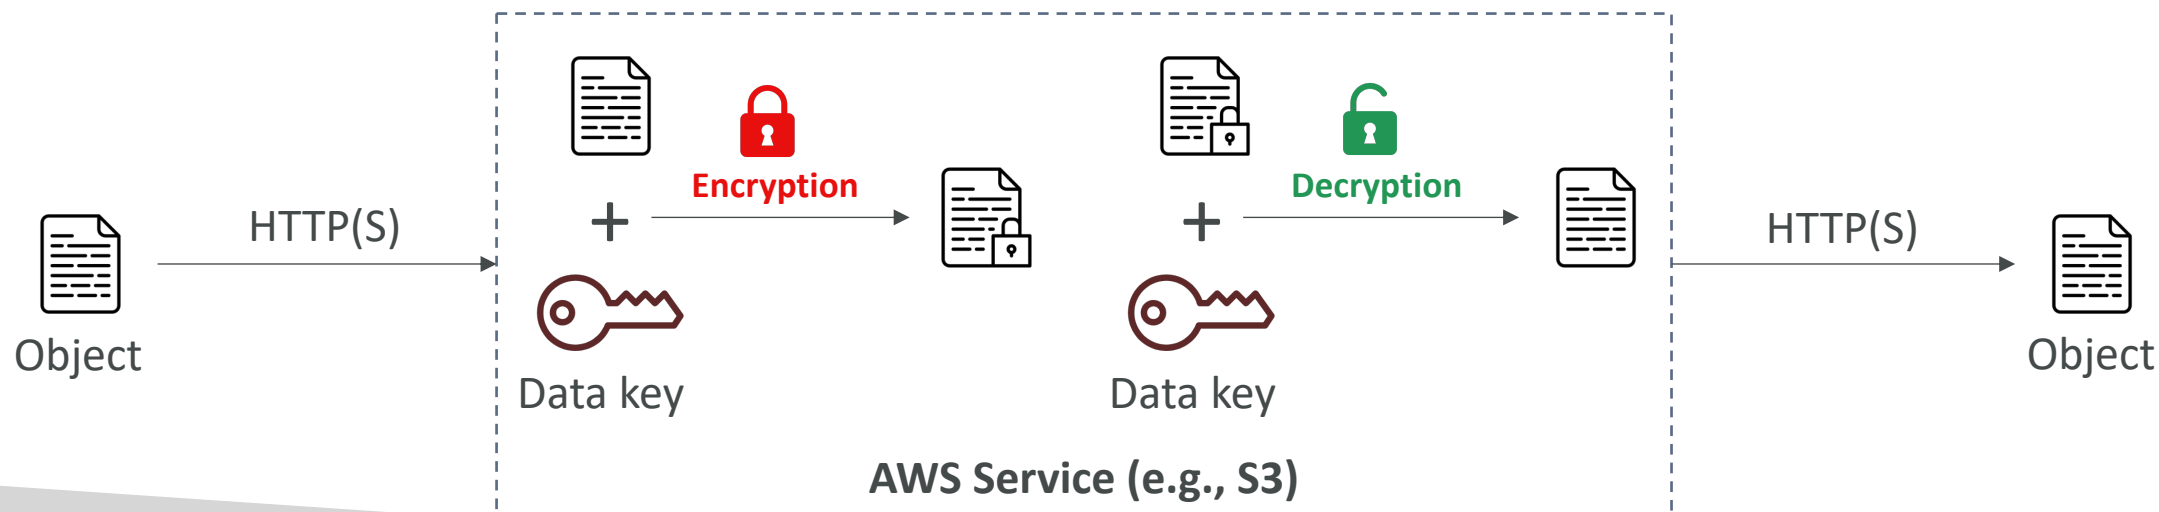 Object
HTTP(S)
Encryption
Data key
Decryption
Data key
AWS Service (e.g., S3)
HTTP(S)
Object